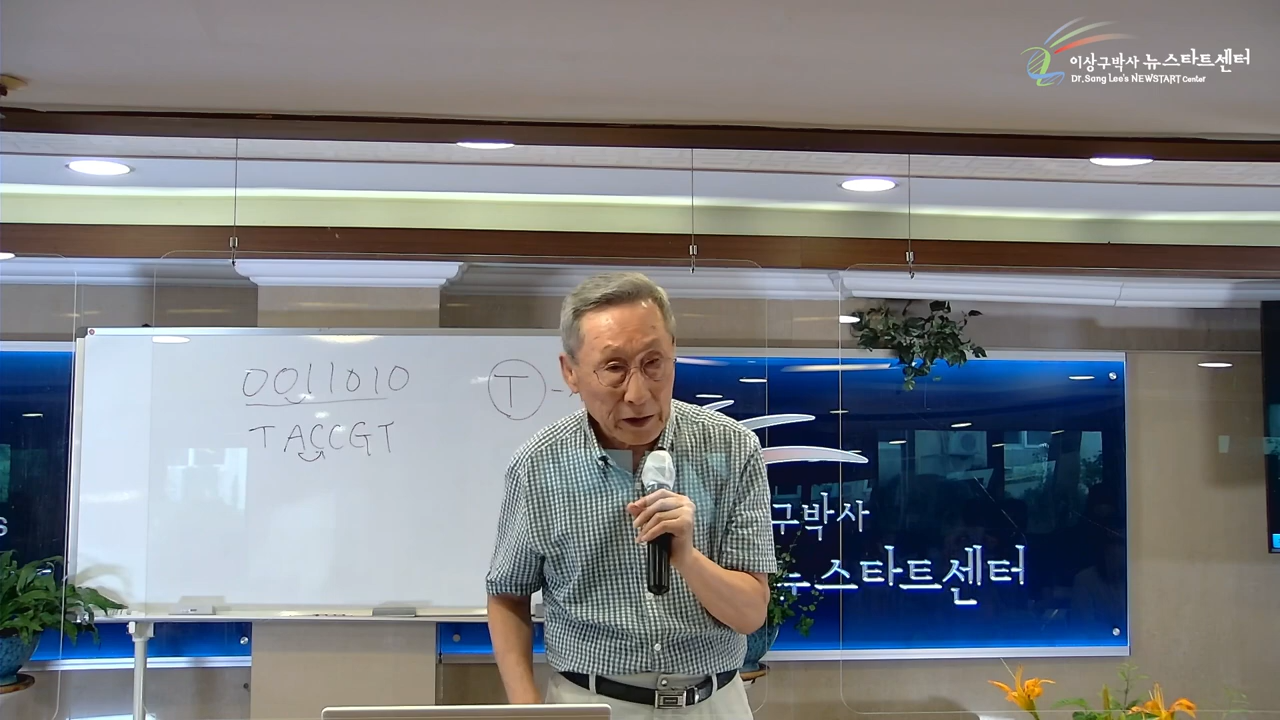 이상구박사 뉴스타트센터
Dr. Sang Lee's NEWSTART Center
0011010
TACCGT
T
구박사
뉴스타트센터
S